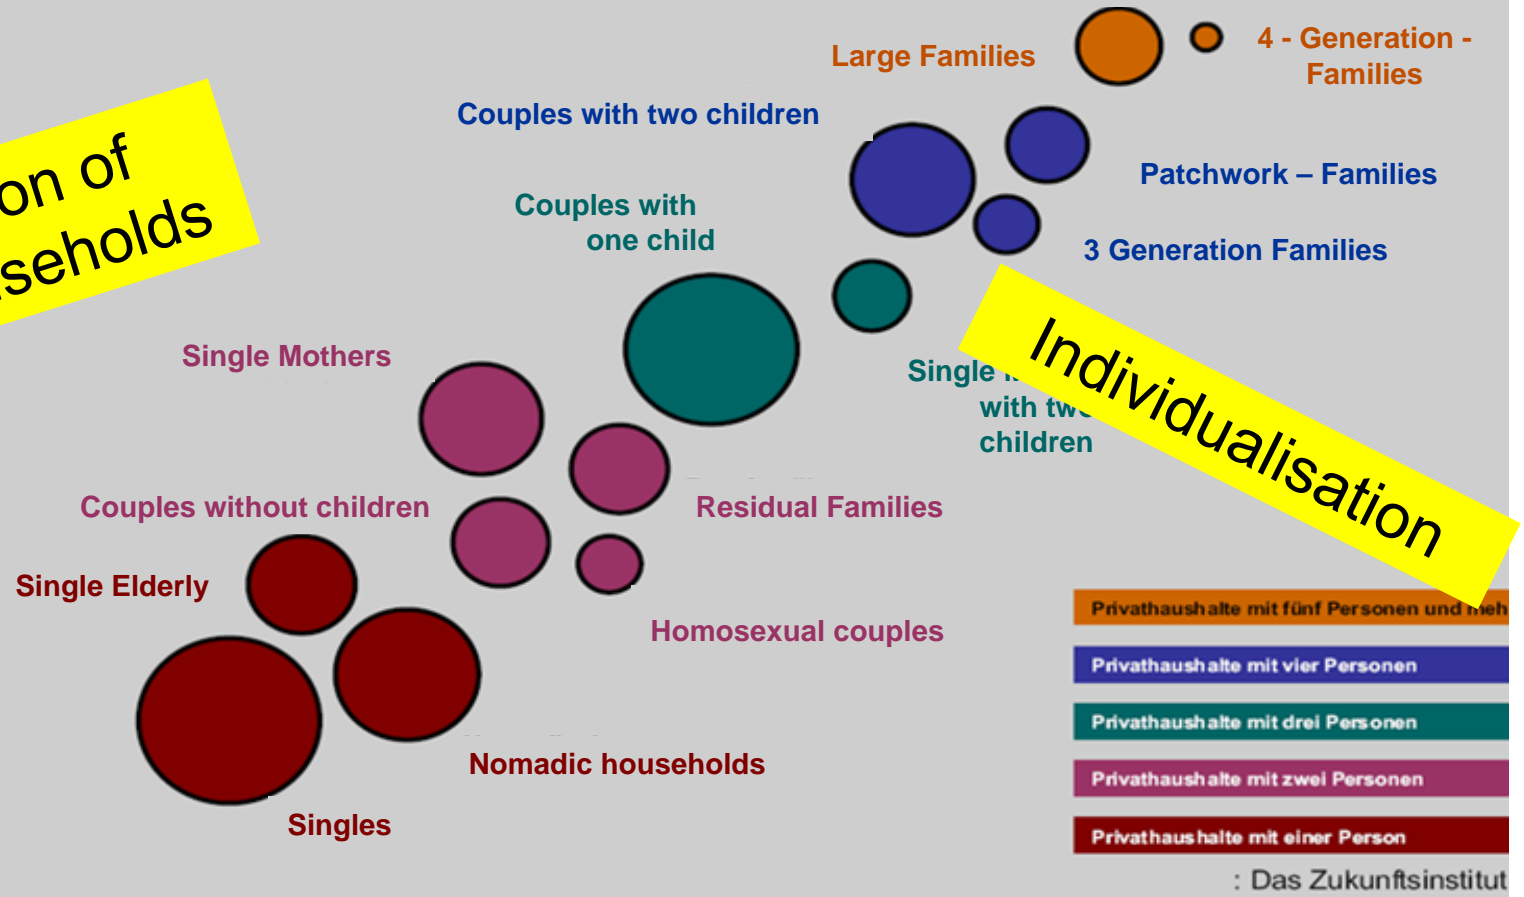 Large Families
4 - Generation -
Families
Couples with two children
on of
seholds
Patchwork – Families
Couples with
one child
3 Generation Families
Individualisation
Single Mothers
Single
with two
children
Couples without children
Residual Families
Single Elderly
Homosexual couples
Privathaushalte mit fünf Personen und meh
Privathaushalte mit vier Personen
Privathaushalte mit drei Personen
Nomadic households
Privathaushalte mit zwei Personen
Singles
Privathaushalte mit einer Person
: Das Zukunftsinstitut